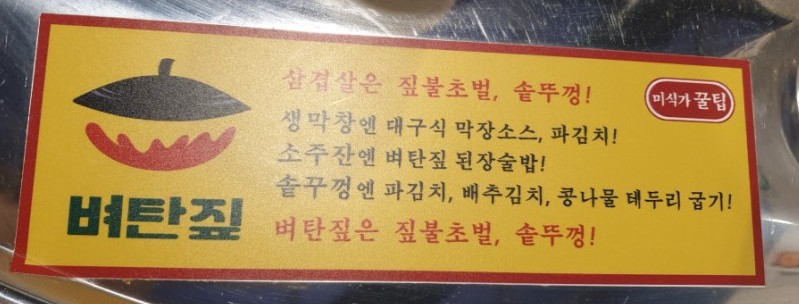 삼겹살은 짚불초벌, 솥뚜껑!
미식가 꿀팁
생막창엔 대구식 막장소스, 파김치!
소주잔엔 벼탄짚 된장술밥!
솥꾸껑엔 파김치, 배추김치, 콩나물 테두리 굽기!
벼탄짚은 짚불초벌, 솥뚜껑!
벼탄짚